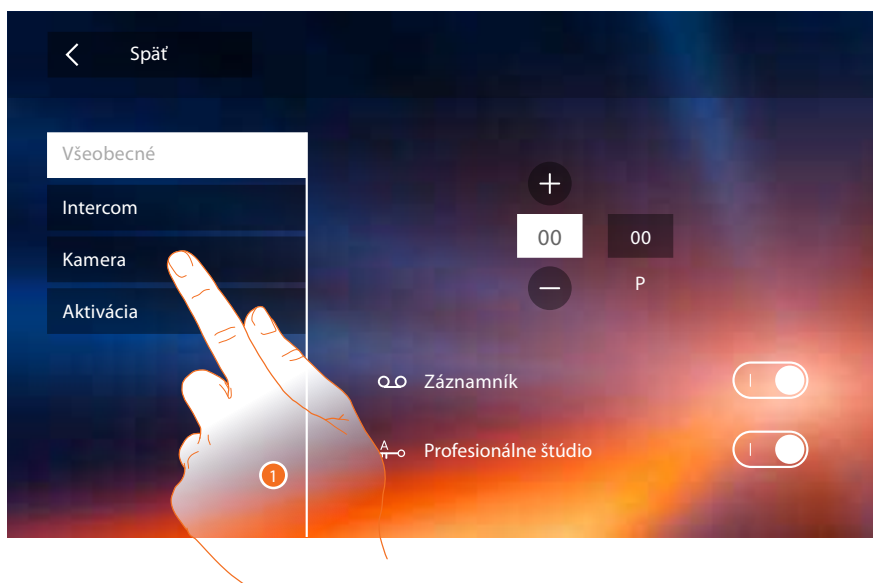 Späť
Všeobecné
Intercom
Kamera
Aktivácia
00 00
P
Záznamník
A
Profesionálne štúdio
1